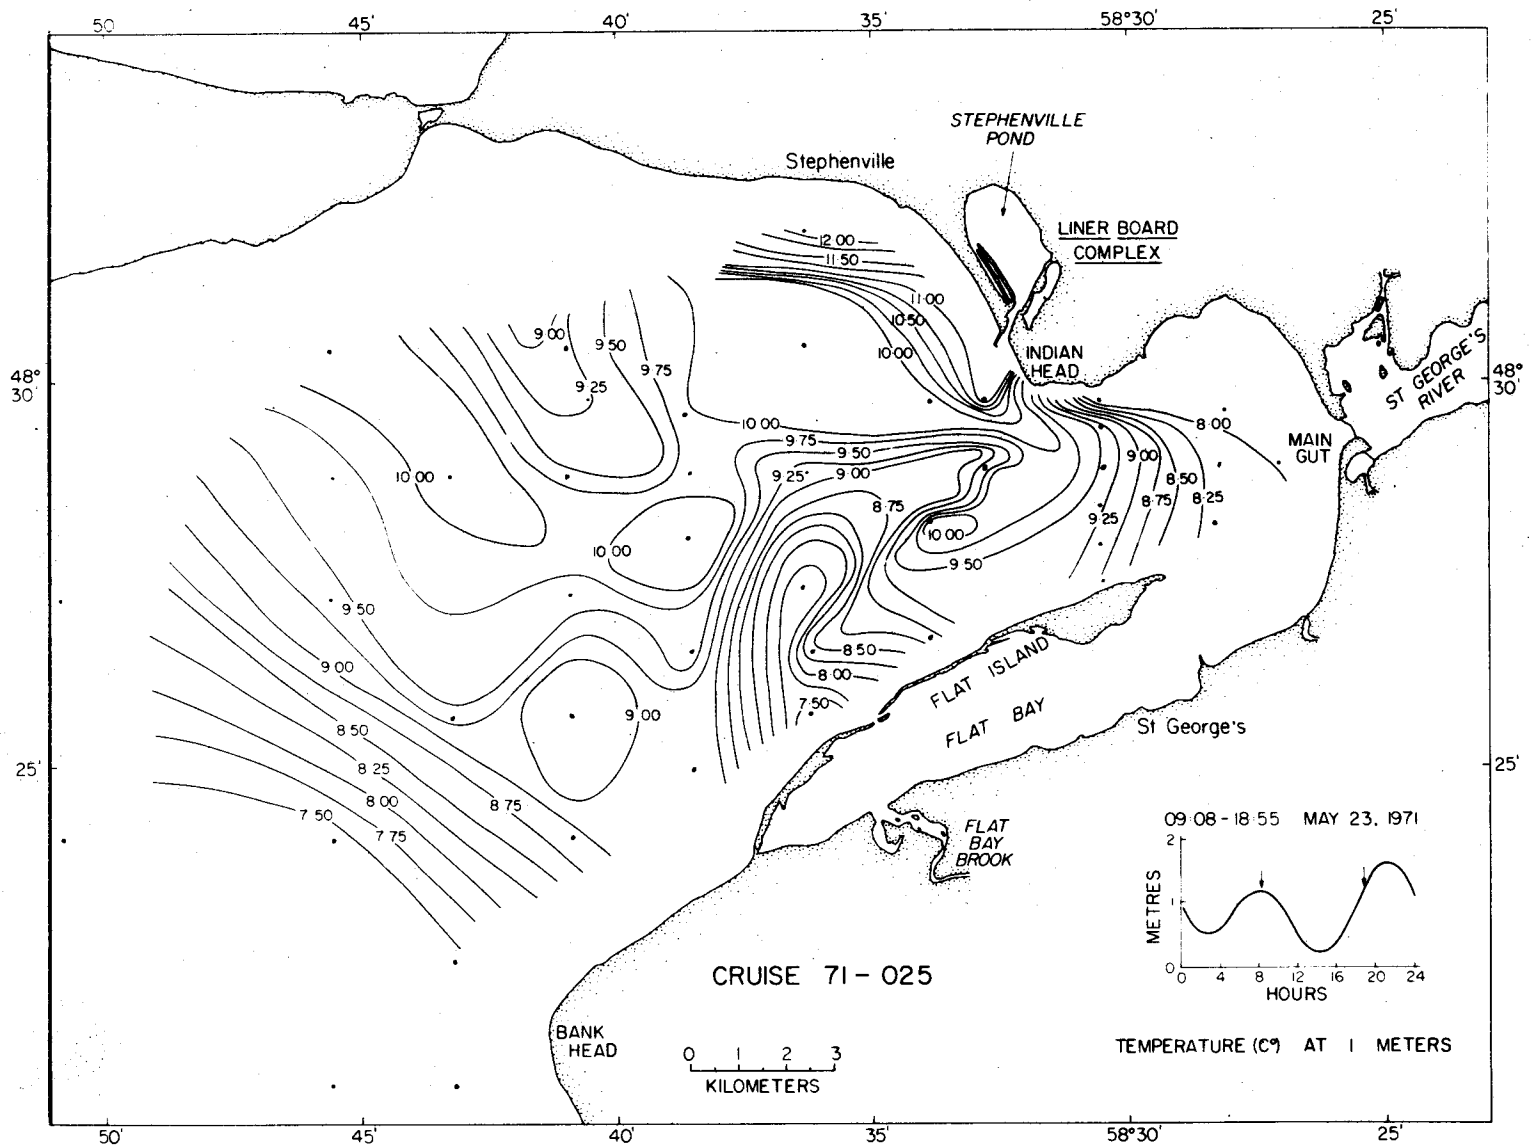 50
45'
40'
35'
58°30'
25'
STEPHENVILLE
POND
Stephenville
LINER BOARD
COMPLEX
12 00
11 50
11 00
10 50
10 00
9 00
9 50
9 75
9 25
INDIAN
HEAD
ST GEORGE'S
RIVER
48°
30'
48°
30'
MAIN
GUT
8 00
10 00
9 75
9 50
9 25
9 00
8 75
9 00
8 50
8 75
8 25
9 25
10 00
10 00
10 00
9 50
9 50
9 00
8 50
8 00
7 50
9 00
8 50
8 25
8 00
7 75
7 50
8 75
FLAT ISLAND
FLAT BAY
St George's
25'
25'
FLAT
BAY
BROOK
09 08 - 18 55 MAY 23, 1971
METRES
2
1
0
0 4 8 12 16 20 24
HOURS
CRUISE 71 - 025
BANK
HEAD
0 1 2 3
KILOMETERS
TEMPERATURE (C°) AT 1 METERS
50'
45'
40'
35'
58°30'
25'